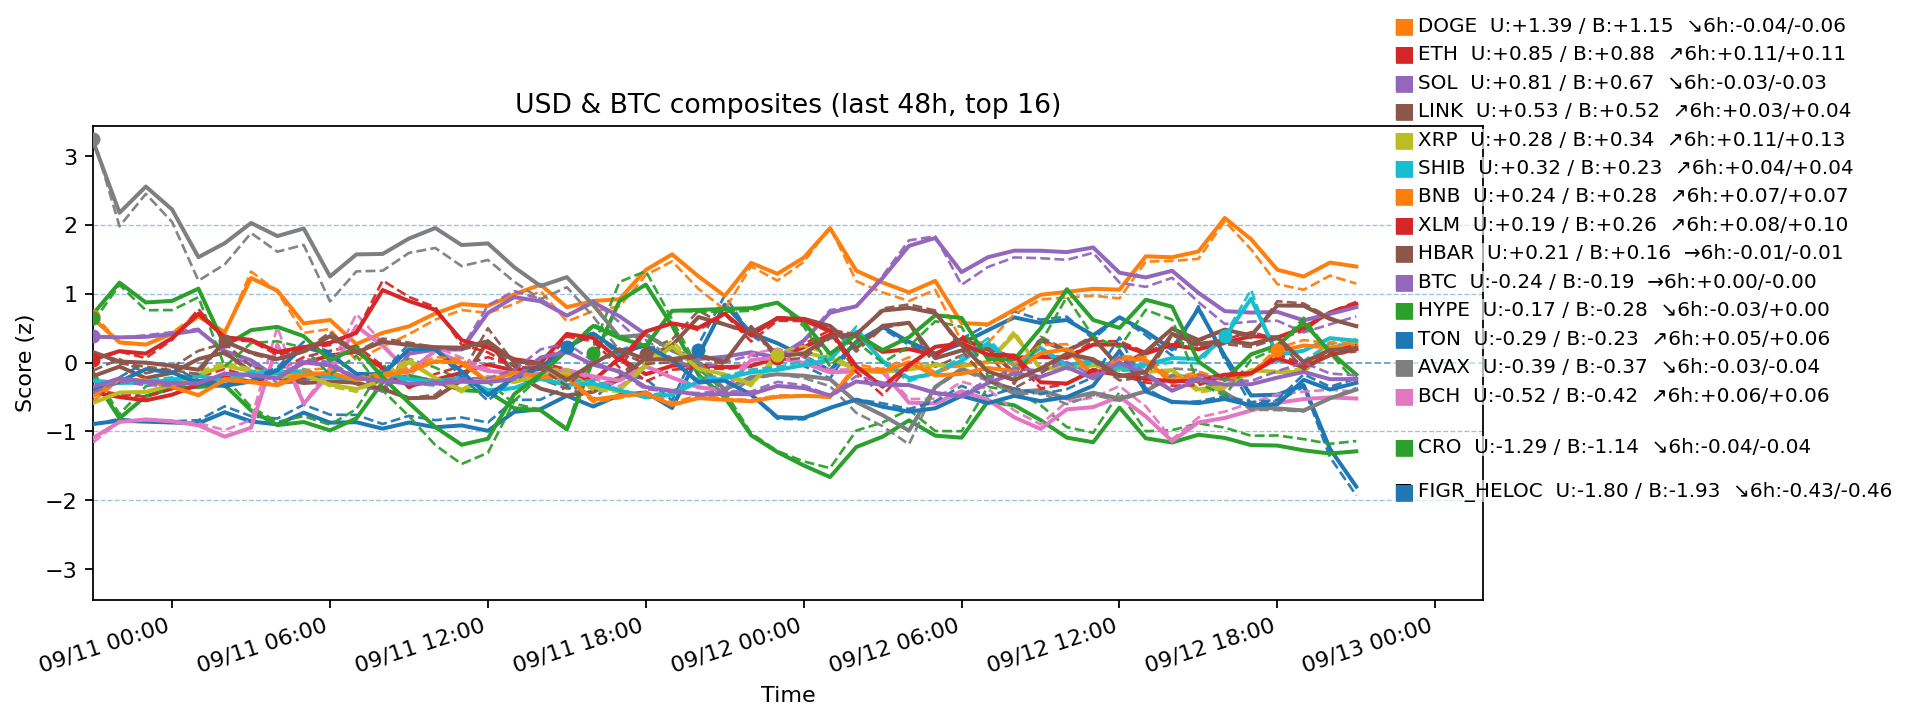 USD & BTC composites (last 48h, top 16)
DOGE  U:+1.39 / B:+1.15  ↘6h:-0.04/-0.06
ETH  U:+0.85 / B:+0.88  ↗6h:+0.11/+0.11
SOL  U:+0.81 / B:+0.67  ↘6h:-0.03/-0.03
LINK  U:+0.53 / B:+0.52  ↗6h:+0.03/+0.04
XRP  U:+0.28 / B:+0.34  ↗6h:+0.11/+0.13
SHIB  U:+0.32 / B:+0.23  ↗6h:+0.04/+0.04
BNB  U:+0.24 / B:+0.28  ↗6h:+0.07/+0.07
XLM  U:+0.19 / B:+0.26  ↗6h:+0.08/+0.10
HBAR  U:+0.21 / B:+0.16  →6h:-0.01/-0.01
BTC  U:-0.24 / B:-0.19  →6h:+0.00/-0.00
HYPE  U:-0.17 / B:-0.28  ↘6h:-0.03/+0.00
TON  U:-0.29 / B:-0.23  ↗6h:+0.05/+0.06
AVAX  U:-0.39 / B:-0.37  ↘6h:-0.03/-0.04
BCH  U:-0.52 / B:-0.42  ↗6h:+0.06/+0.06
CRO  U:-1.29 / B:-1.14  ↘6h:-0.04/-0.04
FIGR_HELOC  U:-1.80 / B:-1.93  ↘6h:-0.43/-0.46
Score (z)
3
2
1
0
−1
−2
−3
09/11 00:00
09/11 06:00
09/11 12:00
09/11 18:00
09/12 00:00
09/12 06:00
09/12 12:00
09/12 18:00
09/13 00:00
Time